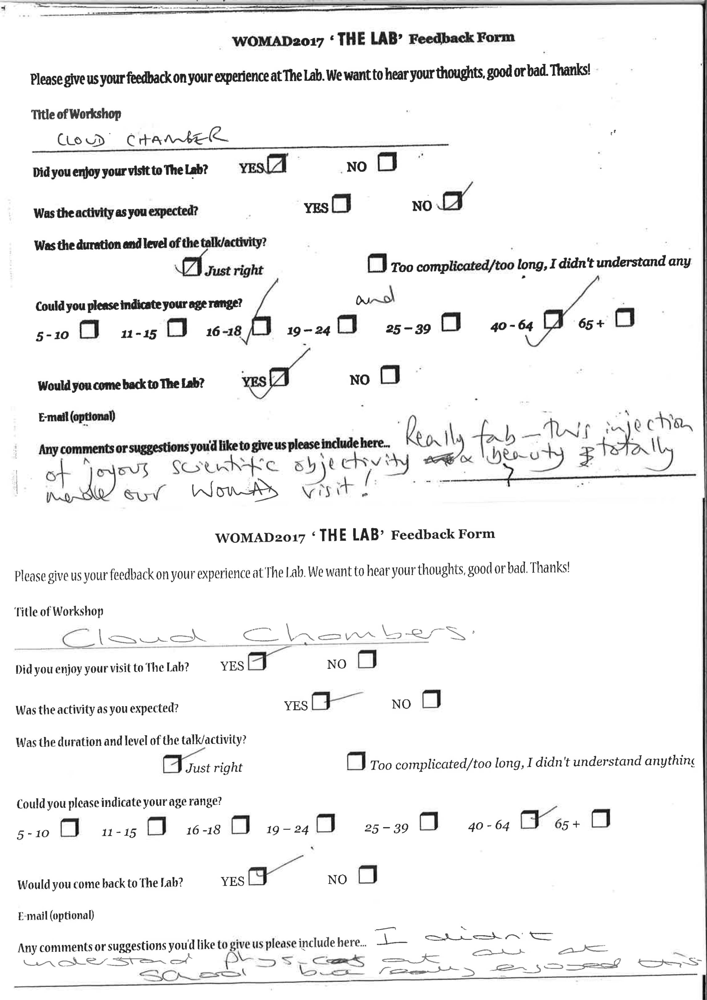 WOMAD2017 ‘THE LAB’ Feedback Form
Please give us your feedback on your experience at The Lab. We want to hear your thoughts, good or bad. Thanks!
Title of Workshop
CLOUD CHAMBER
Did you enjoy your visit to The Lab? YES NO
Was the activity as you expected? YES NO
Was the duration and level of the talk/activity?
Just right Too complicated/too long, I didn't understand any
Could you please indicate your age range? and
5 - 10 11 - 15 16 -18 19 – 24 25 – 39 40 - 64 65 +
Would you come back to The Lab? YES NO
E-mail (optional)
Any comments or suggestions you'd like to give us please include here... Really fab – this injection
of joyous scientific objectivity & beauty totally
made our WOMAD visit!
WOMAD2017 ‘THE LAB’ Feedback Form
Please give us your feedback on your experience at The Lab. We want to hear your thoughts, good or bad. Thanks!
Title of Workshop
Cloud Chambers.
Did you enjoy your visit to The Lab? YES NO
Was the activity as you expected? YES NO
Was the duration and level of the talk/activity?
Just right Too complicated/too long, I didn't understand anything
Could you please indicate your age range?
5 - 10 11 - 15 16 -18 19 – 24 25 – 39 40 - 64 65 +
Would you come back to The Lab? YES NO
E-mail (optional)
Any comments or suggestions you'd like to give us please include here... I didn't
understand physics at all at
school but really enjoyed this